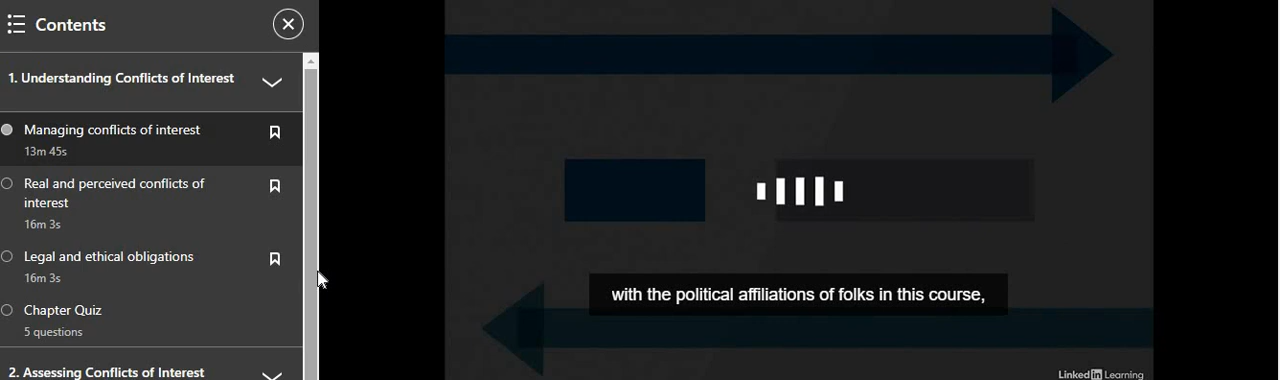 Contents
1. Understanding Conflicts of Interest
Managing conflicts of interest
13m 45s
Real and perceived conflicts of
interest
16m 3s
Legal and ethical obligations
16m 3s
Chapter Quiz
5 questions
2. Assessing Conflicts of Interest
with the political affiliations of folks in this course,
Linked in Learning